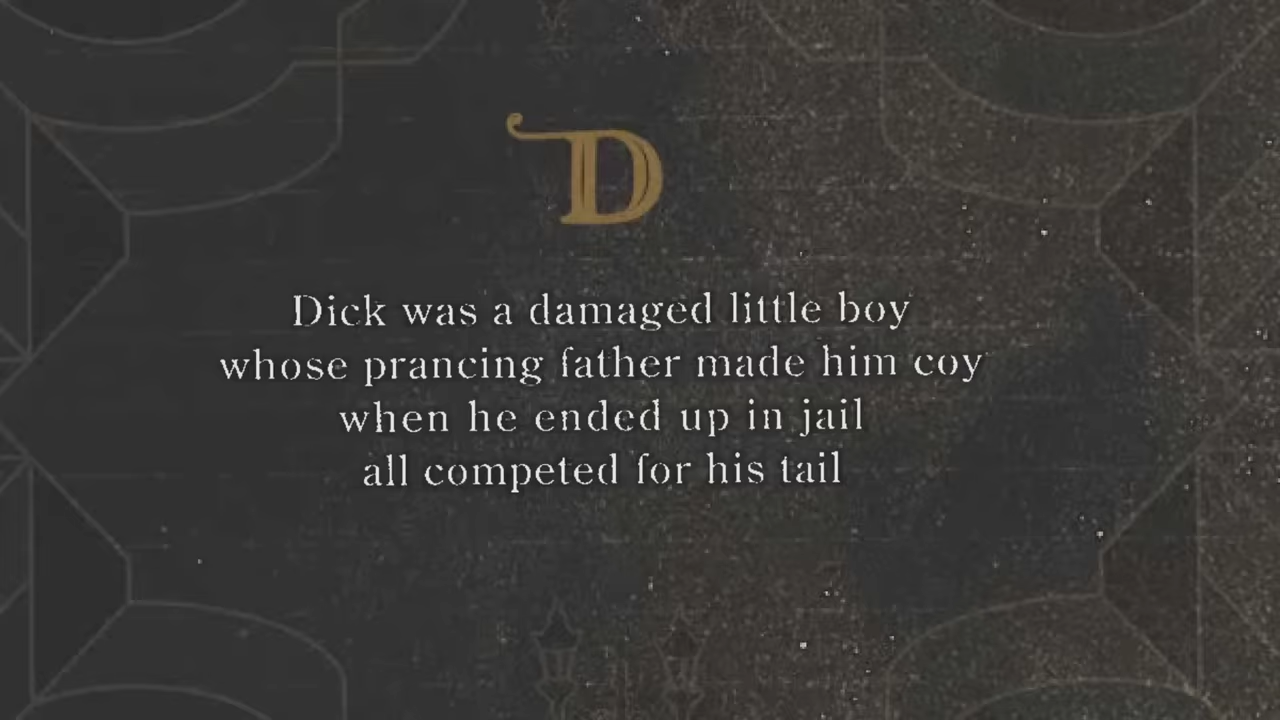 D
Dick was a damaged little boy
whose prancing father made him coy
when he ended up in jail
all competed for his tail